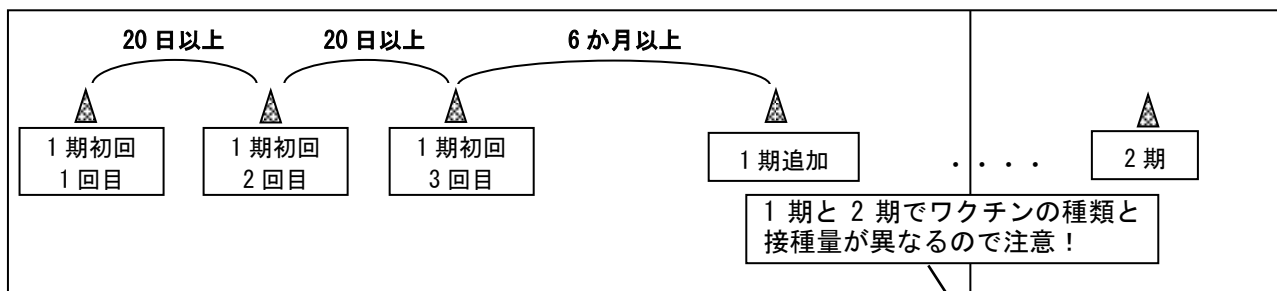 20日以上 20日以上 6か月以上
1期初回
1回目
1期初回
2回目
1期初回
3回目
1期追加
・・・・
2期
1期と2期でワクチンの種類と
接種量が異なるので注意！